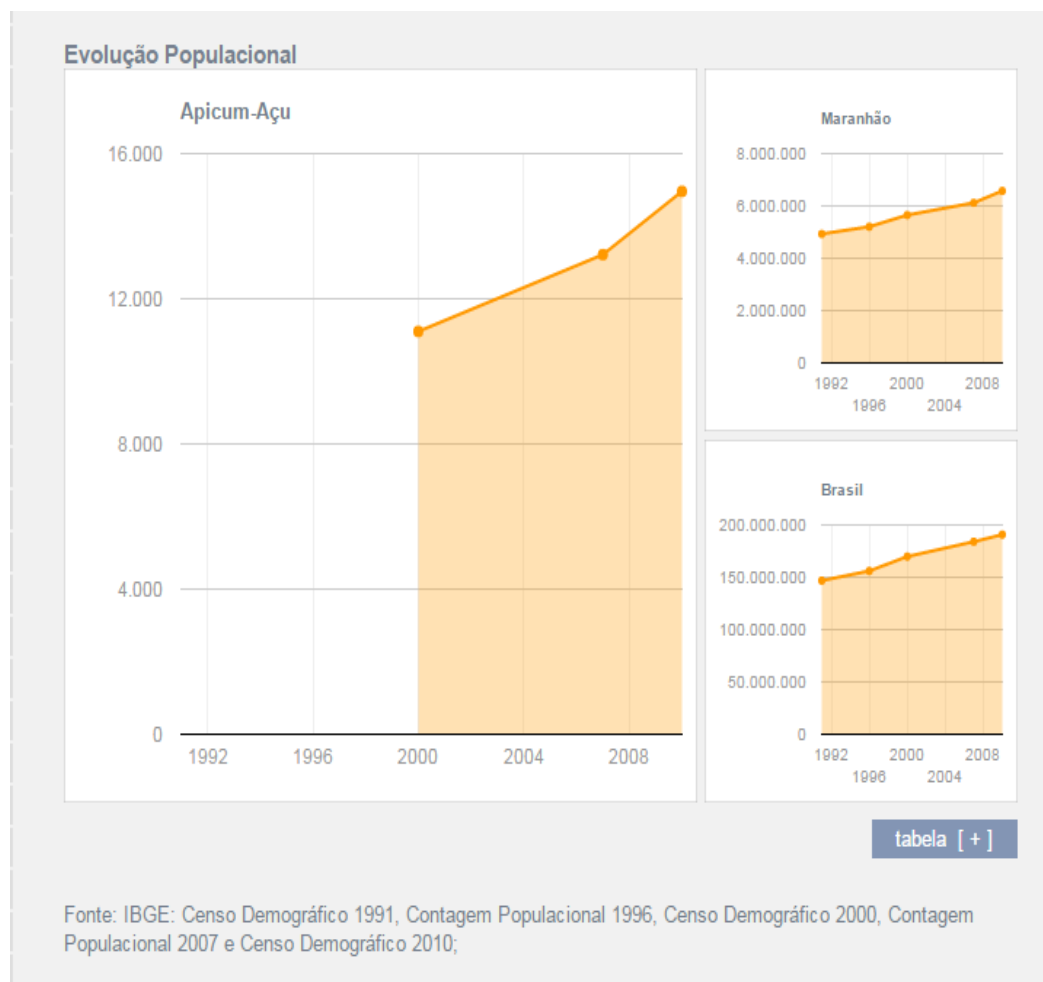 Evolução Populacional
Apicum-Açu
16.000
12.000
8.000
4.000
0
1992 1996 2000 2004 2008
Maranhão
8.000.000
6.000.000
4.000.000
2.000.000
0
1992 2000 2008
1996 2004
Brasil
200.000.000
150.000.000
100.000.000
50.000.000
0
1992 2000 2008
1996 2004
tabela [ + ]
Fonte: IBGE: Censo Demográfico 1991, Contagem Populacional 1996, Censo Demográfico 2000, Contagem
Populacional 2007 e Censo Demográfico 2010;